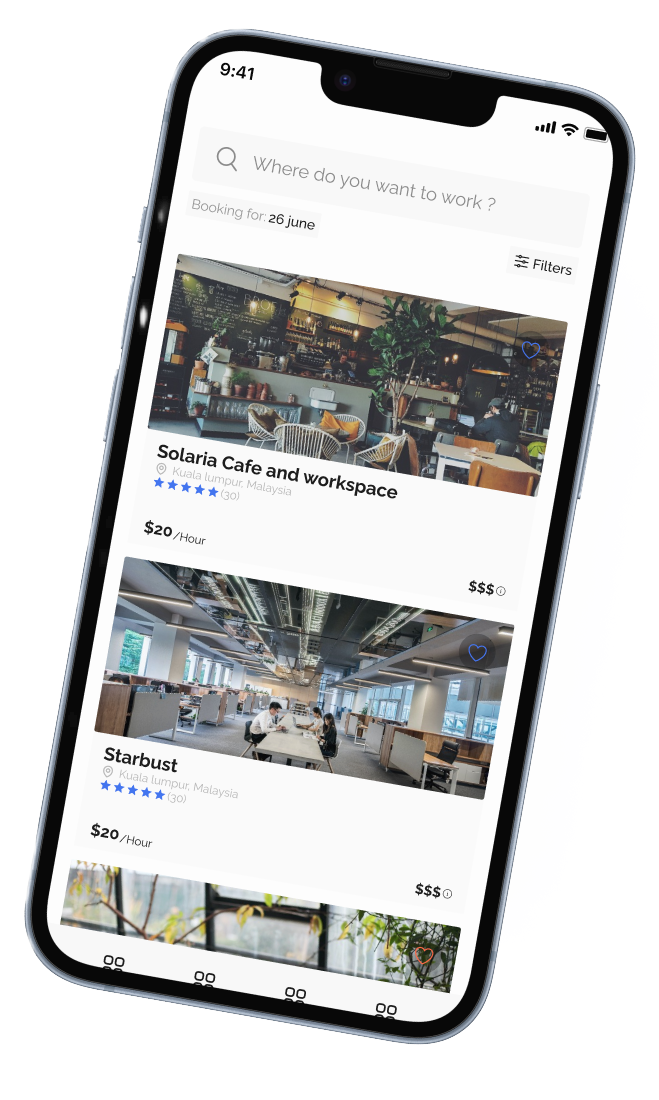 9:41
Where do you want to work ?
Booking for: 26 june
Filters
Solaria Cafe and workspace
Kuala lumpur, Malaysia
(30)
$20/Hour
$$$
Starbust
Kuala lumpur, Malaysia
(30)
$20/Hour
$$$